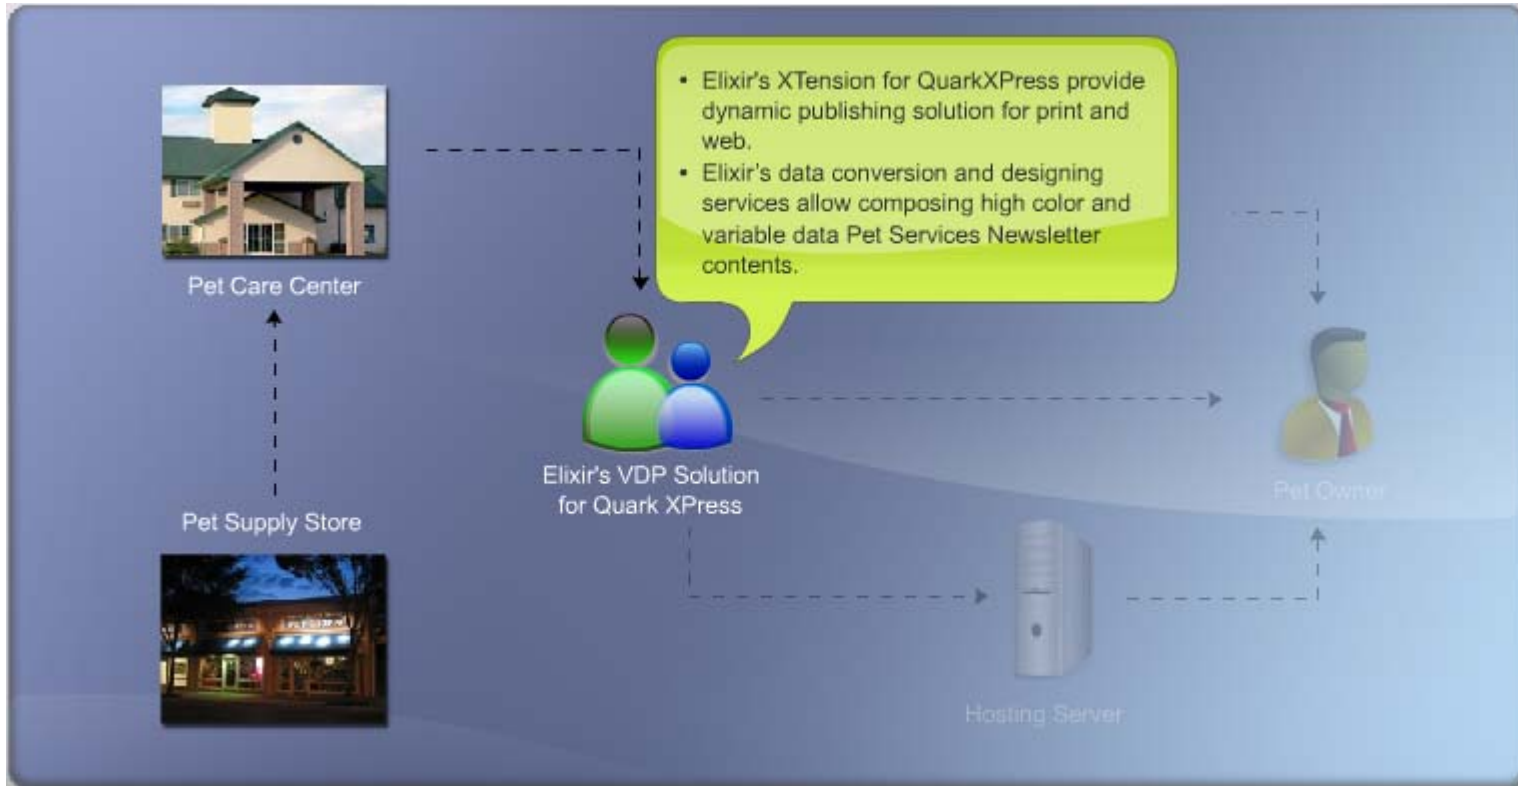 • Elixir's XTension for QuarkXPress provide
dynamic publishing solution for print and
web.
• Elixir's data conversion and designing
services allow composing high color and
variable data Pet Services Newsletter
contents.
Pet Care Center
Elixir's VDP Solution
for Quark XPress
Pet Owner
Pet Supply Store
Hosting Server